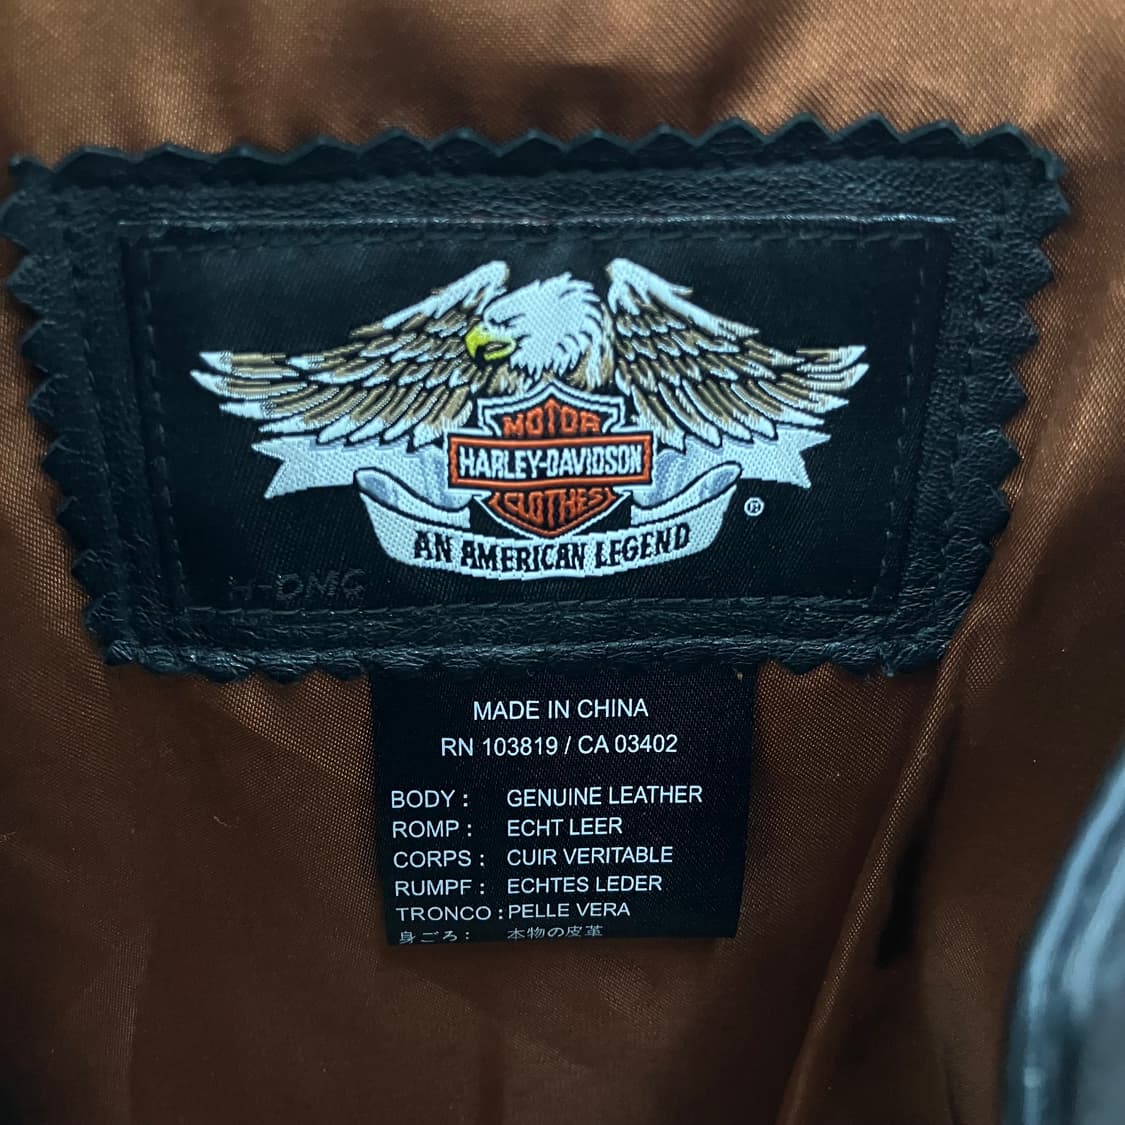 MOTOR
HARLEY-DAVIDSON
CLOTHES
AN AMERICAN LEGEND
®
H-DMC
MADE IN CHINA
RN 103819 / CA 03402
BODY : GENUINE LEATHER
ROMP : ECHT LEER
CORPS : CUIR VERITABLE
RUMPF : ECHTES LEDER
TRONCO : PELLE VERA
身ごろ : 本物の皮革